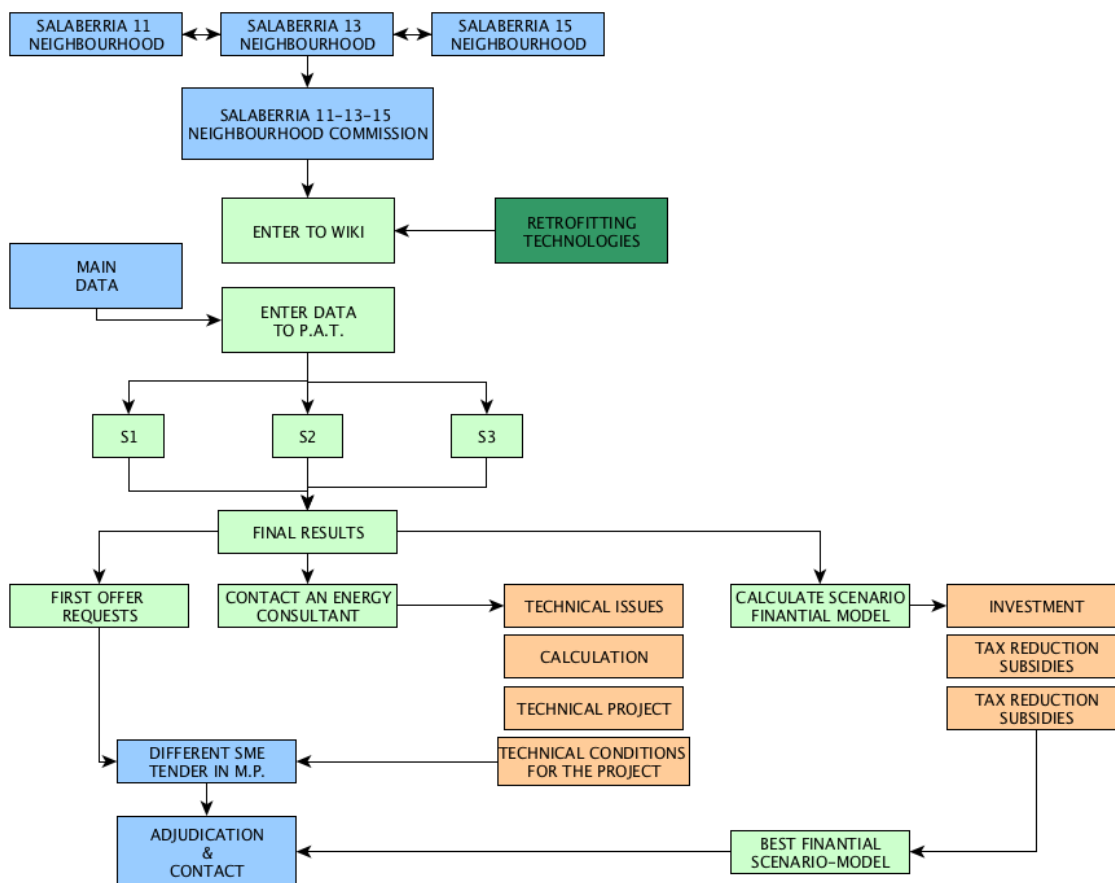 SALABERRIA 11
NEIGHBOURHOOD
SALABERRIA 13
NEIGHBOURHOOD
SALABERRIA 15
NEIGHBOURHOOD
SALABERRIA 11-13-15
NEIGHBOURHOOD COMMISSION
ENTER TO WIKI
RETROFITTING
TECHNOLOGIES
MAIN
DATA
ENTER DATA
TO P.A.T.
S1
S2
S3
FINAL RESULTS
FIRST OFFER
REQUESTS
CONTACT AN ENERGY
CONSULTANT
TECHNICAL ISSUES
CALCULATE SCENARIO
FINANTIAL MODEL
INVESTMENT
CALCULATION
TAX REDUCTION
SUBSIDIES
TECHNICAL PROJECT
TAX REDUCTION
SUBSIDIES
DIFFERENT SME
TENDER IN M.P.
TECHNICAL CONDITIONS
FOR THE PROJECT
ADJUDICATION
&
CONTACT
BEST FINANTIAL
SCENARIO-MODEL